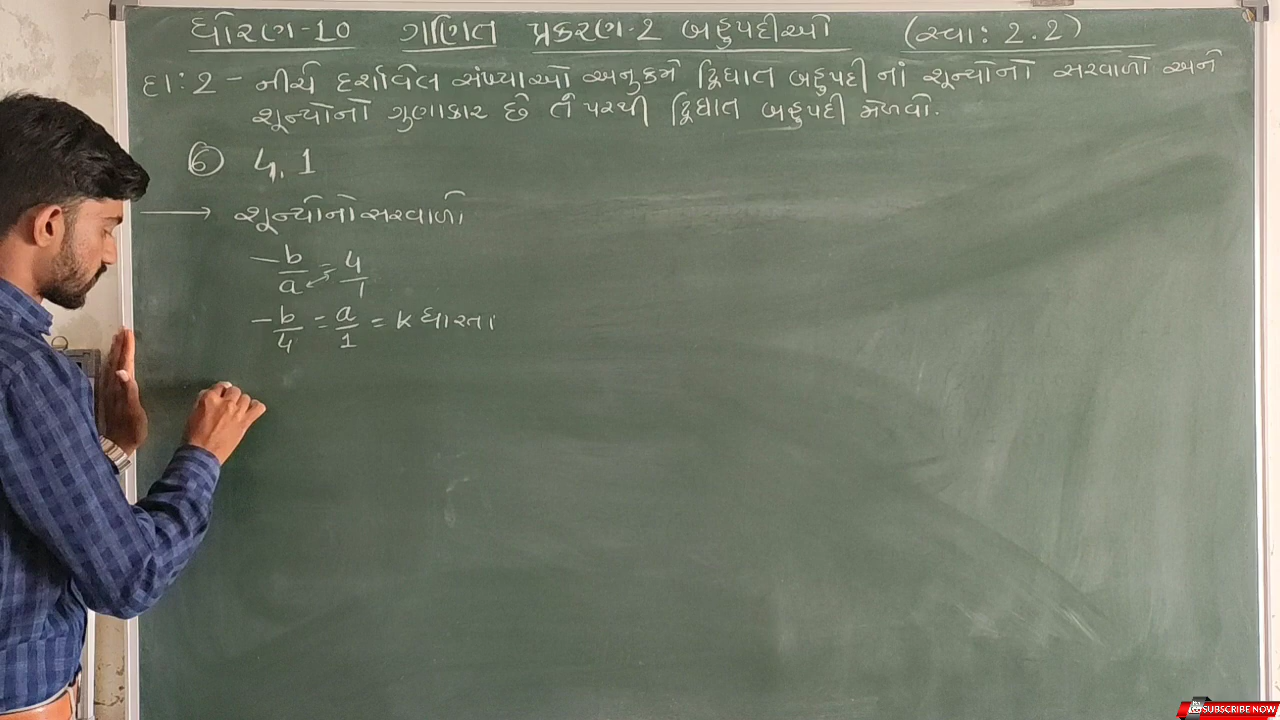 ધોરણ-10 ગણિત પ્રકરણ-2 બહુપદીઓ (સ્વા: 2.2)
દા: 2 - નીચે દર્શાવેલ સંખ્યાઓ અનુક્રમે દ્વિઘાત બહુપદી નાં શૂન્યોનો સરવાળો અને
શૂન્યોનો ગુણાકાર છે તે પરથી દ્વિઘાત બહુપદી મેળવો.
⑥ 4, 1
→ શૂન્યોનો સરવાળો
-b/a = 4/1
-b/4 = a/1 = k ધારતા
SUBSCRIBE NOW